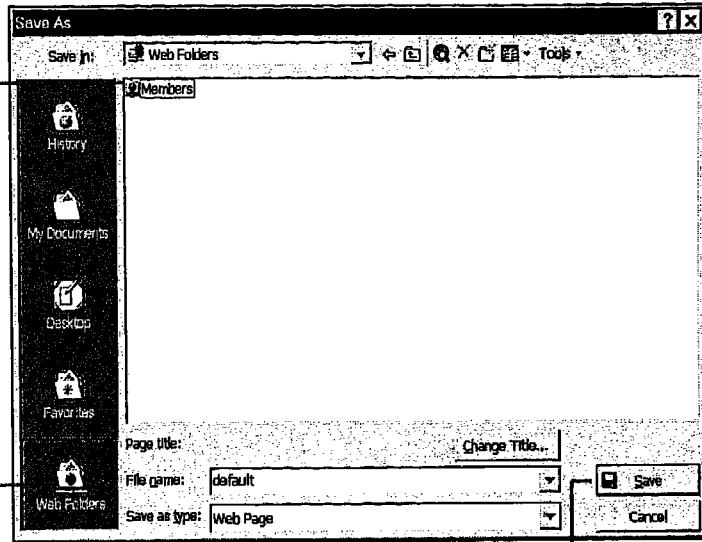 Save As
Save in: Web Folders Tools
Members
History
My Documents
Desktop
Favorites
Web Folders
Page title: Change Title...
File name: default Save
Save as type: Web Page Cancel